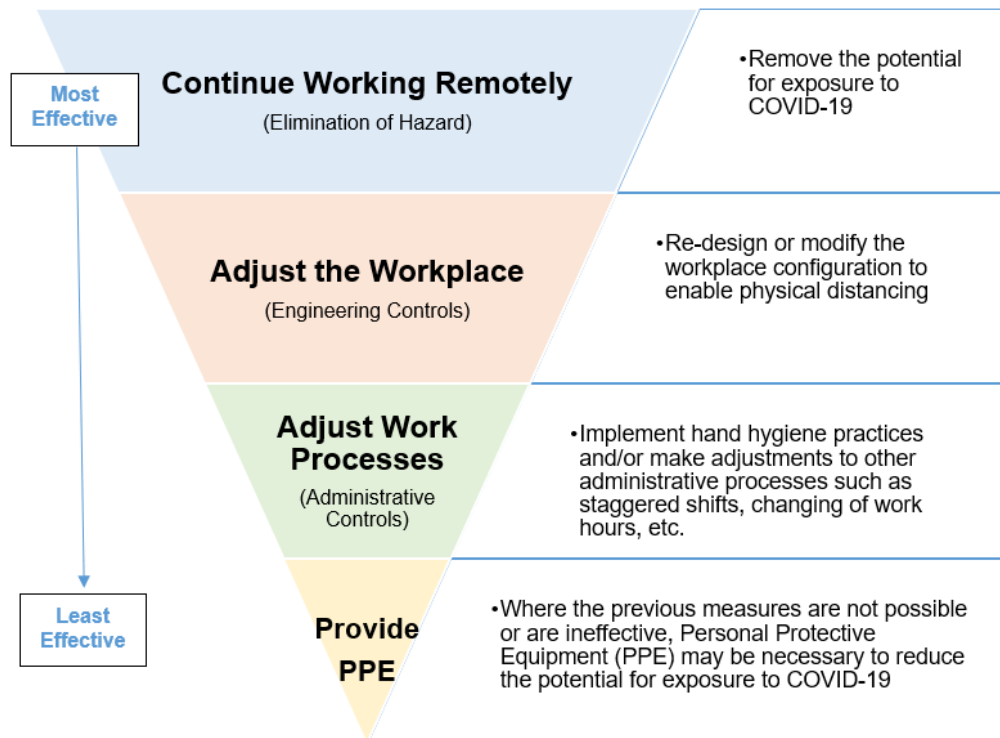 Most
Effective
Continue Working Remotely
(Elimination of Hazard)
•Remove the potential
for exposure to
COVID-19
Adjust the Workplace
(Engineering Controls)
•Re-design or modify the
workplace configuration to
enable physical distancing
Adjust Work
Processes
(Administrative
Controls)
•Implement hand hygiene practices
and/or make adjustments to other
administrative processes such as
staggered shifts, changing of work
hours, etc.
Least
Effective
Provide
PPE
•Where the previous measures are not possible
or are ineffective, Personal Protective
Equipment (PPE) may be necessary to reduce
the potential for exposure to COVID-19